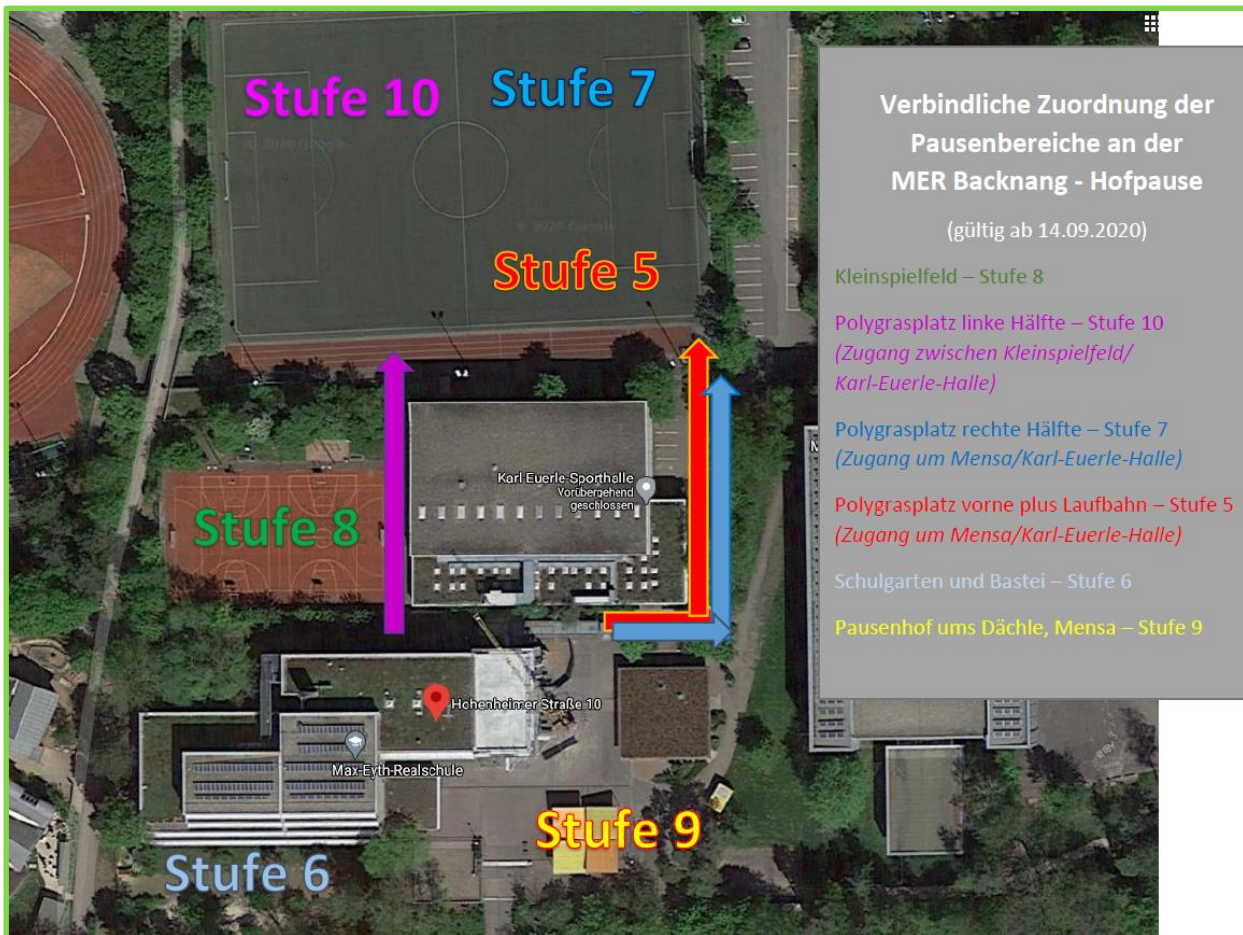 Stufe 10
Stufe 7
© 2020 Google
© 2020 Google
Stufe 5
Karl Euerle-Sporthalle
Vorübergehend
geschlossen
Stufe 8
Hohenheimer Straße 10
Max-Eyth-Realschule
Stufe 9
Stufe 6
Verbindliche Zuordnung der
Pausenbereiche an der
MER Backnang - Hofpause
(gültig ab 14.09.2020)
Kleinspielfeld – Stufe 8
Polygrasplatz linke Hälfte – Stufe 10
(Zugang zwischen Kleinspielfeld/
Karl-Euerle-Halle)
Polygrasplatz rechte Hälfte – Stufe 7
(Zugang um Mensa/Karl-Euerle-Halle)
Polygrasplatz vorne plus Laufbahn – Stufe 5
(Zugang um Mensa/Karl-Euerle-Halle)
Schulgarten und Bastei – Stufe 6
Pausenhof ums Dächle, Mensa – Stufe 9